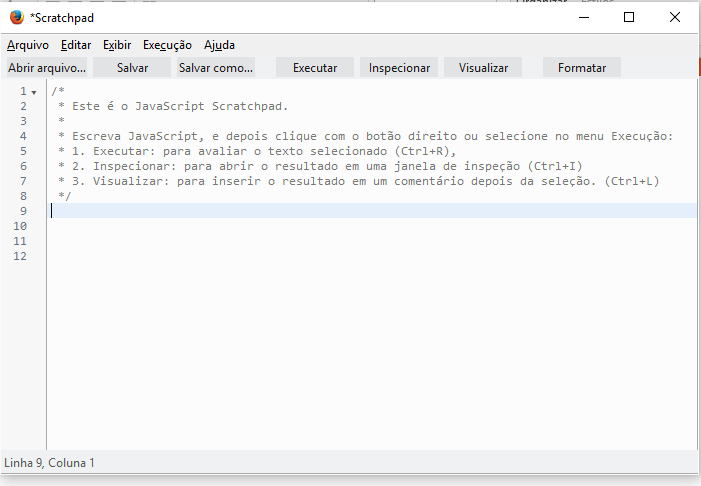 Organizar Estilos
*Scratchpad
Arquivo Editar Exibir Execução Ajuda
Abrir arquivo... Salvar Salvar como... Executar Inspecionar Visualizar Formatar
1 /*
2  * Este é o JavaScript Scratchpad.
3  *
4  * Escreva JavaScript, e depois clique com o botão direito ou selecione no menu Execução:
5  * 1. Executar: para avaliar o texto selecionado (Ctrl+R),
6  * 2. Inspecionar: para abrir o resultado em uma janela de inspeção (Ctrl+I)
7  * 3. Visualizar: para inserir o resultado em um comentário depois da seleção. (Ctrl+L)
8  */
9
10
11
12
Linha 9, Coluna 1